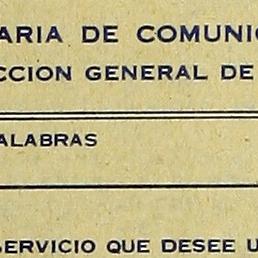 ARIA DE COMUNIC
CCION GENERAL DE
ALABRAS
SERVICIO QUE DESEE U